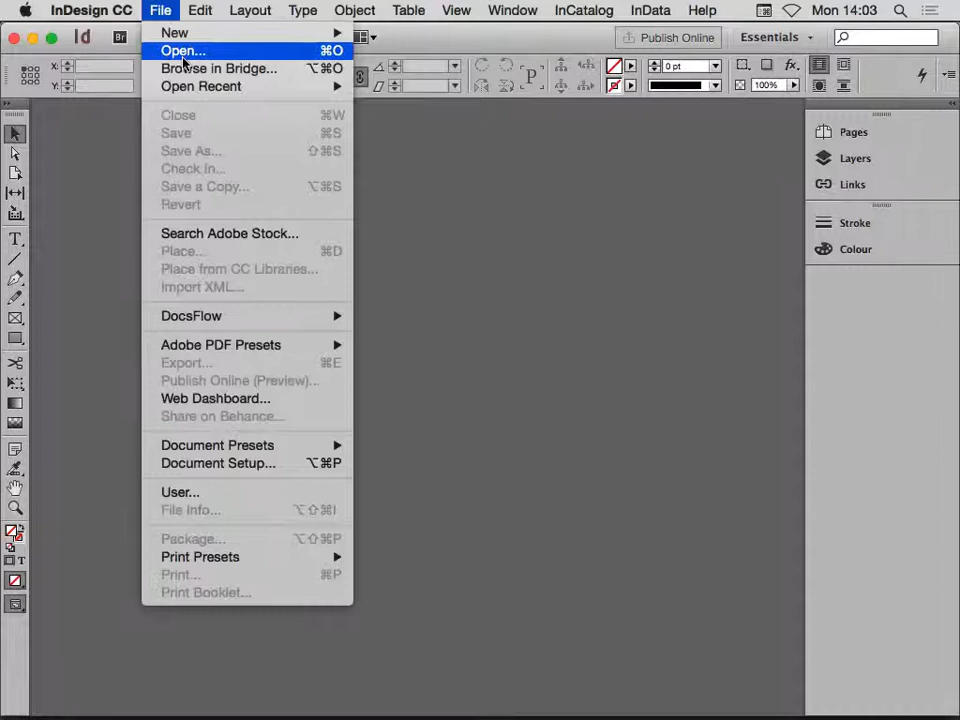 InDesign CC File Edit Layout Type Object Table View Window InCatalog InData Help Mon 14:03
Id Br Publish Online Essentials
X:
Y:
P
0 pt
fx.
100%
New
Open... ⌘O
Browse in Bridge... ⌥⌘O
Open Recent
Close ⌘W
Save ⌘S
Save As... ⇧⌘S
Check In...
Save a Copy... ⌥⌘S
Revert
Search Adobe Stock...
Place... ⌘D
Place from CC Libraries...
Import XML...
DocsFlow
Adobe PDF Presets
Export... ⌘E
Publish Online (Preview)...
Web Dashboard...
Share on Behance...
Document Presets
Document Setup... ⌥⌘P
User...
File Info... ⌥⇧⌘I
Package... ⌥⇧⌘P
Print Presets
Print... ⌘P
Print Booklet...
Pages
Layers
Links
Stroke
Colour
T
T